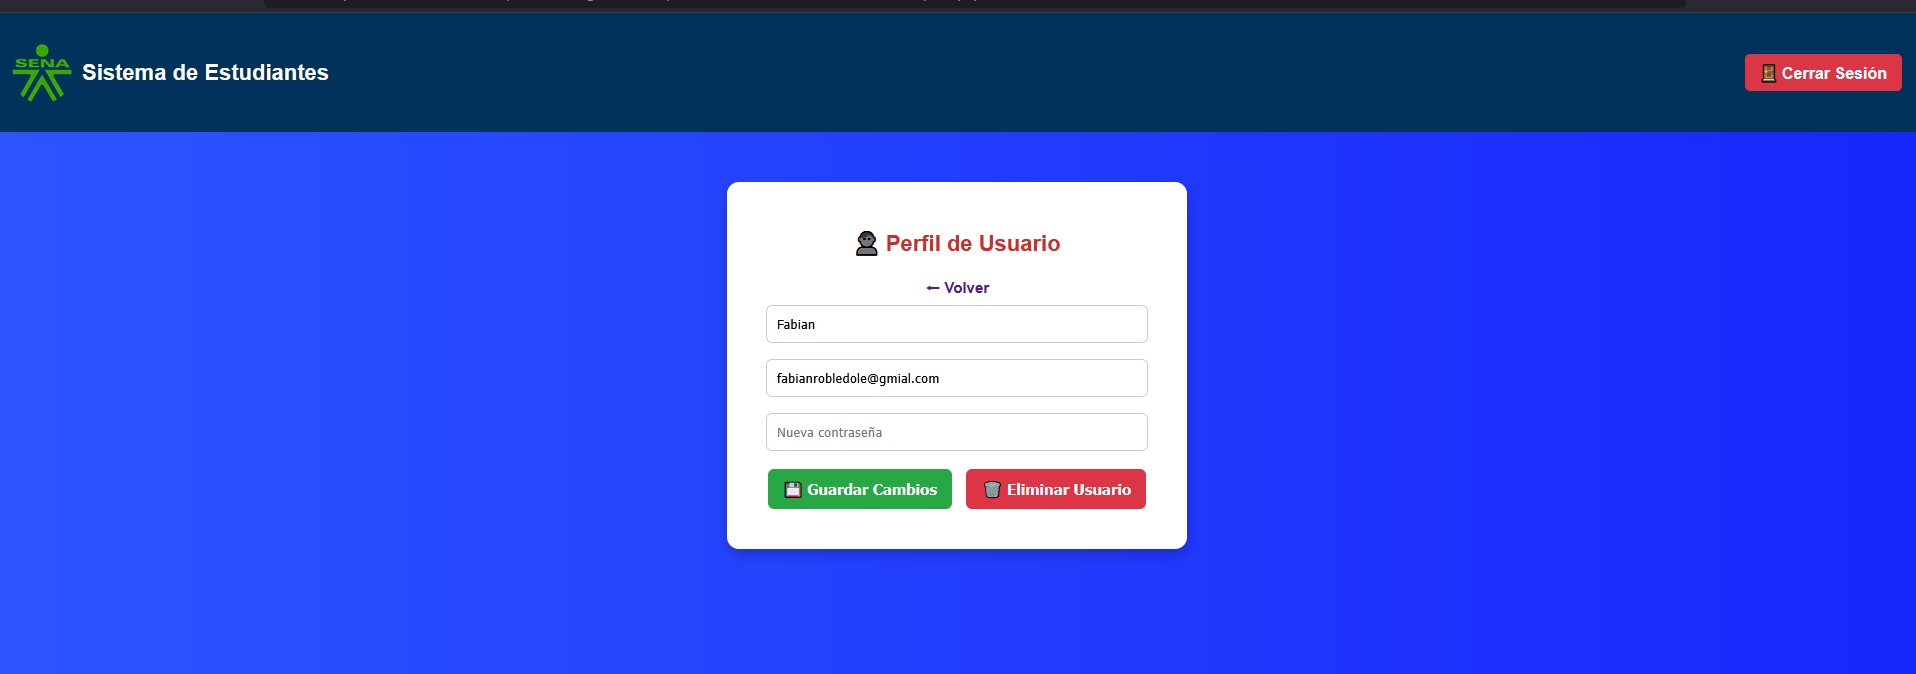 SENA
Sistema de Estudiantes
Cerrar Sesión
Perfil de Usuario
← Volver
Fabian
fabianrobledole@gmial.com
Nueva contraseña
Guardar Cambios
Eliminar Usuario